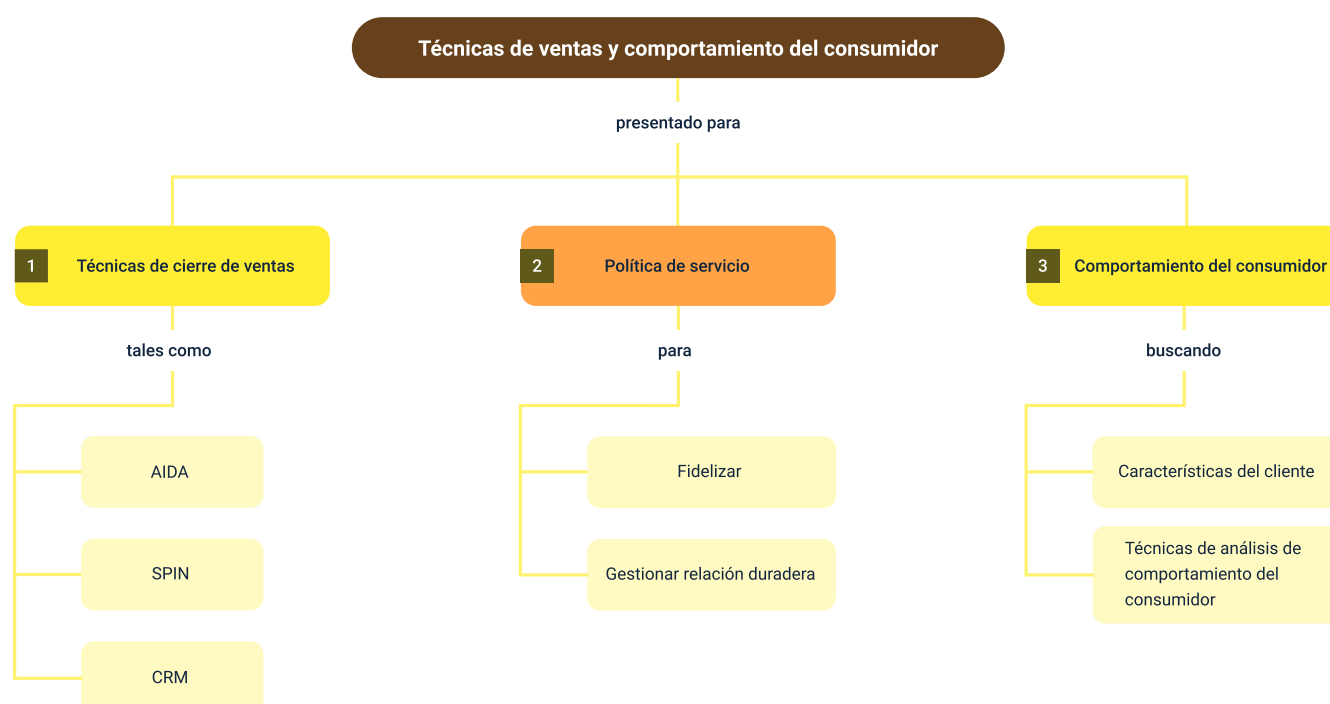 Técnicas de ventas y comportamiento del consumidor
presentado para
1 Técnicas de cierre de ventas
2 Política de servicio
3 Comportamiento del consumidor
tales como
para
buscando
AIDA
Fidelizar
Características del cliente
SPIN
Gestionar relación duradera
Técnicas de análisis de
comportamiento del
consumidor
CRM